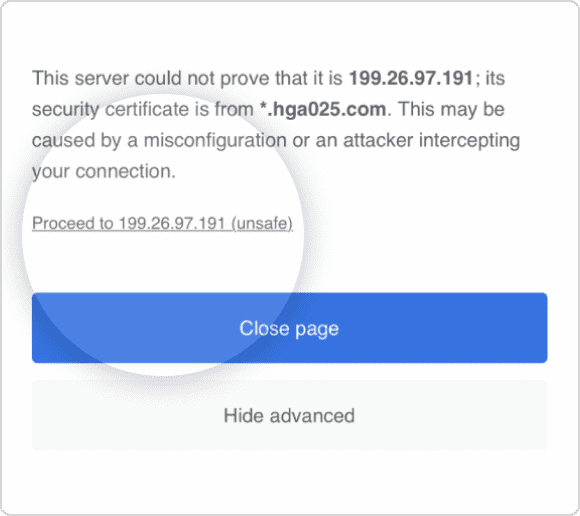 This server could not prove that it is 199.26.97.191; its
security certificate is from *.hga025.com. This may be
caused by a misconfiguration or an attacker intercepting
your connection.
Proceed to 199.26.97.191 (unsafe)
Close page
Hide advanced